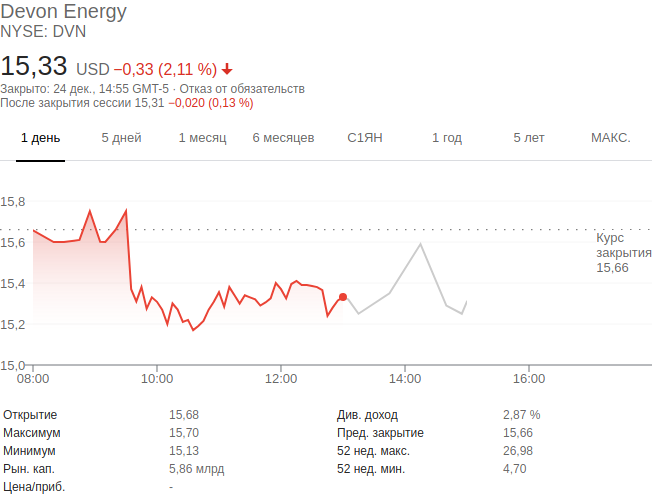 Devon Energy
NYSE: DVN
15,33 USD −0,33 (2,11 %)
Закрыто: 24 дек., 14:55 GMT-5 · Отказ от обязательств
После закрытия сессии 15,31 −0,020 (0,13 %)
1 день 5 дней 1 месяц 6 месяцев С1ЯН 1 год 5 лет МАКС.
15,8
15,6
15,4
15,2
15,0
Курс
закрытия
15,66
08:00 10:00 12:00 14:00 16:00
Открытие 15,68 Див. доход 2,87 %
Максимум 15,70 Пред. закрытие 15,66
Минимум 15,13 52 нед. макс. 26,98
Рын. кап. 5,86 млрд 52 нед. мин. 4,70
Цена/приб. -